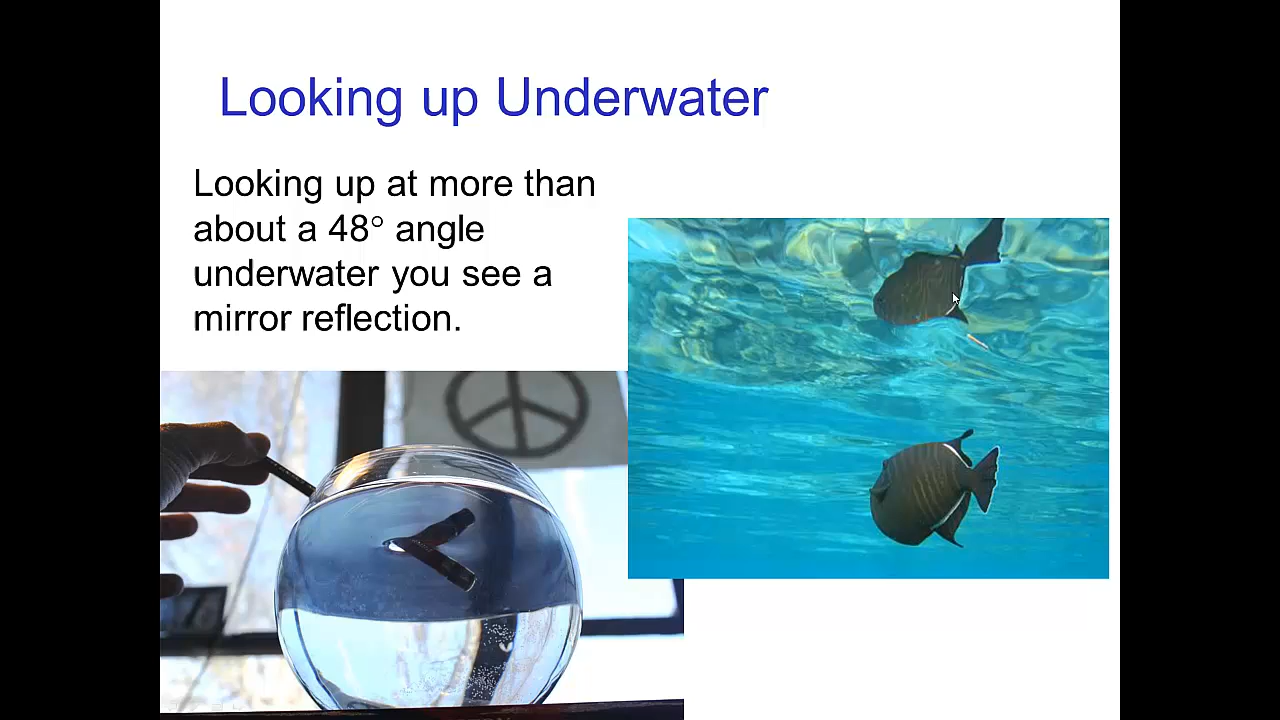 Looking up Underwater
Looking up at more than
about a 48° angle
underwater you see a
mirror reflection.